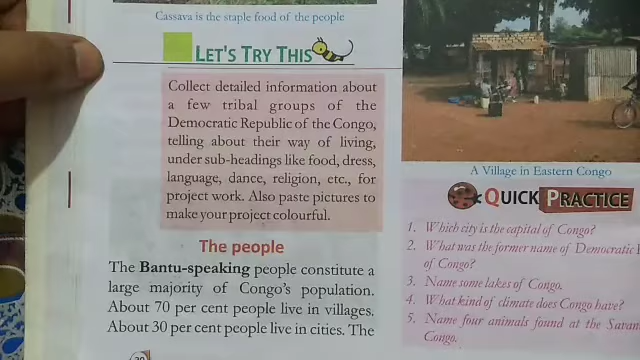 Cassava is the staple food of the people
LET'S TRY THIS
Collect detailed information about
a few tribal groups of the
Democratic Republic of the Congo,
telling about their way of living,
under sub-headings like food, dress,
language, dance, religion, etc., for
project work. Also paste pictures to
make your project colourful.
The people
The Bantu-speaking people constitute a
large majority of Congo's population.
About 70 per cent people live in villages.
About 30 per cent people live in cities. The
A Village in Eastern Congo
QUICK PRACTICE
1. Which city is the capital of Congo?
2. What was the former name of Democratic
of Congo?
3. Name some lakes of Congo.
4. What kind of climate does Congo have?
5. Name four animals found at the Savan
Congo.